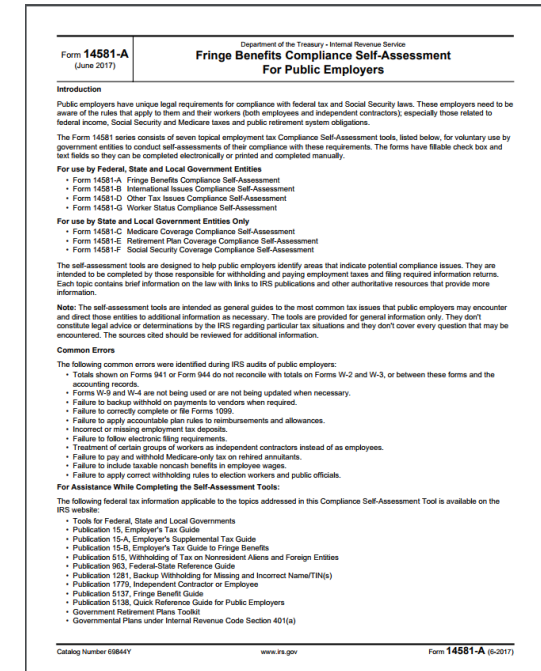 Form 14581-A
(June 2017)
Department of the Treasury - Internal Revenue Service
Fringe Benefits Compliance Self-Assessment
For Public Employers
Introduction
Public employers have unique legal requirements for compliance with federal tax and Social Security laws. These employers need to be
aware of the rules that apply to them and their workers (both employees and independent contractors); especially those related to
federal income, Social Security and Medicare taxes and public retirement system obligations.
The Form 14581 series consists of seven topical employment tax Compliance Self-Assessment tools, listed below, for voluntary use by
government entities to conduct self-assessments of their compliance with these requirements. The forms have fillable check box and
text fields so they can be completed electronically or printed and completed manually.
For use by Federal, State and Local Government Entities
• Form 14581-A Fringe Benefits Compliance Self-Assessment
• Form 14581-B International Issues Compliance Self-Assessment
• Form 14581-D Other Tax Issues Compliance Self-Assessment
• Form 14581-G Worker Status Compliance Self-Assessment
For use by State and Local Government Entities Only
• Form 14581-C Medicare Coverage Compliance Self-Assessment
• Form 14581-E Retirement Plan Coverage Compliance Self-Assessment
• Form 14581-F Social Security Coverage Compliance Self-Assessment
The self-assessment tools are designed to help public employers identify areas that indicate potential compliance issues. They are
intended to be completed by those responsible for withholding and paying employment taxes and filing required information returns.
Each topic contains brief information on the law with links to IRS publications and other authoritative resources that provide more
information.
Note: The self-assessment tools are intended as general guides to the most common tax issues that public employers may encounter
and direct those entities to additional information as necessary. The tools are provided for general information only. They don't
constitute legal advice or determinations by the IRS regarding particular tax situations and they don't cover every question that may be
encountered. The sources cited should be reviewed for additional information.
Common Errors
The following common errors were identified during IRS audits of public employers:
• Totals shown on Forms 941 or Form 944 do not reconcile with totals on Forms W-2 and W-3, or between these forms and the
accounting records.
• Forms W-9 and W-4 are not being used or are not being updated when necessary.
• Failure to backup withhold on payments to vendors when required.
• Failure to correctly complete or file Forms 1099.
• Failure to apply accountable plan rules to reimbursements and allowances.
• Incorrect or missing employment tax deposits.
• Failure to follow electronic filing requirements.
• Treatment of certain groups of workers as independent contractors instead of as employees.
• Failure to pay and withhold Medicare-only tax on rehired annuitants.
• Failure to include taxable noncash benefits in employee wages.
• Failure to apply correct withholding rules to election workers and public officials.
For Assistance While Completing the Self-Assessment Tools:
The following federal tax information applicable to the topics addressed in this Compliance Self-Assessment Tool is available on the
IRS website:
• Tools for Federal, State and Local Governments
• Publication 15, Employer's Tax Guide
• Publication 15-A, Employer's Supplemental Tax Guide
• Publication 15-B, Employer's Tax Guide to Fringe Benefits
• Publication 515, Withholding of Tax on Nonresident Aliens and Foreign Entities
• Publication 963, Federal-State Reference Guide
• Publication 1281, Backup Withholding for Missing and Incorrect Name/TIN(s)
• Publication 1779, Independent Contractor or Employee
• Publication 5137, Fringe Benefit Guide
• Publication 5138, Quick Reference Guide for Public Employers
• Government Retirement Plans Toolkit
• Governmental Plans under Internal Revenue Code Section 401(a)
Catalog Number 69844Y
www.irs.gov
Form 14581-A (6-2017)